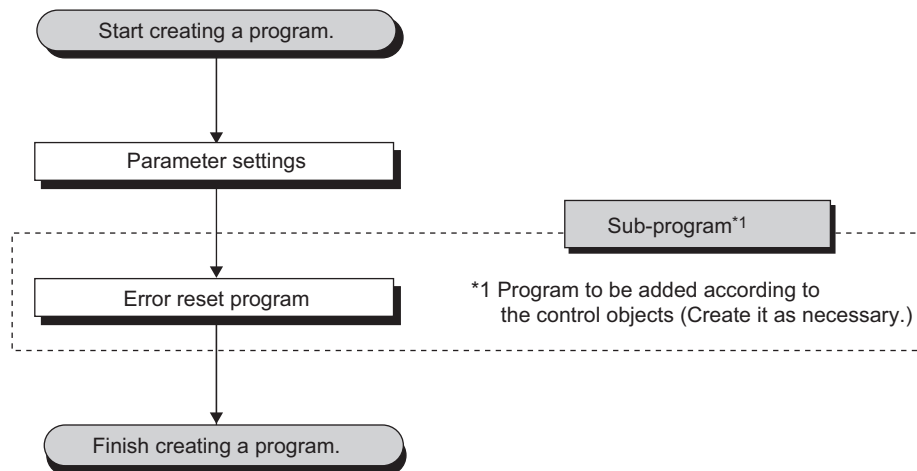 Start creating a program.
Parameter settings
Sub-program*1
Error reset program
*1 Program to be added according to
the control objects (Create it as necessary.)
Finish creating a program.